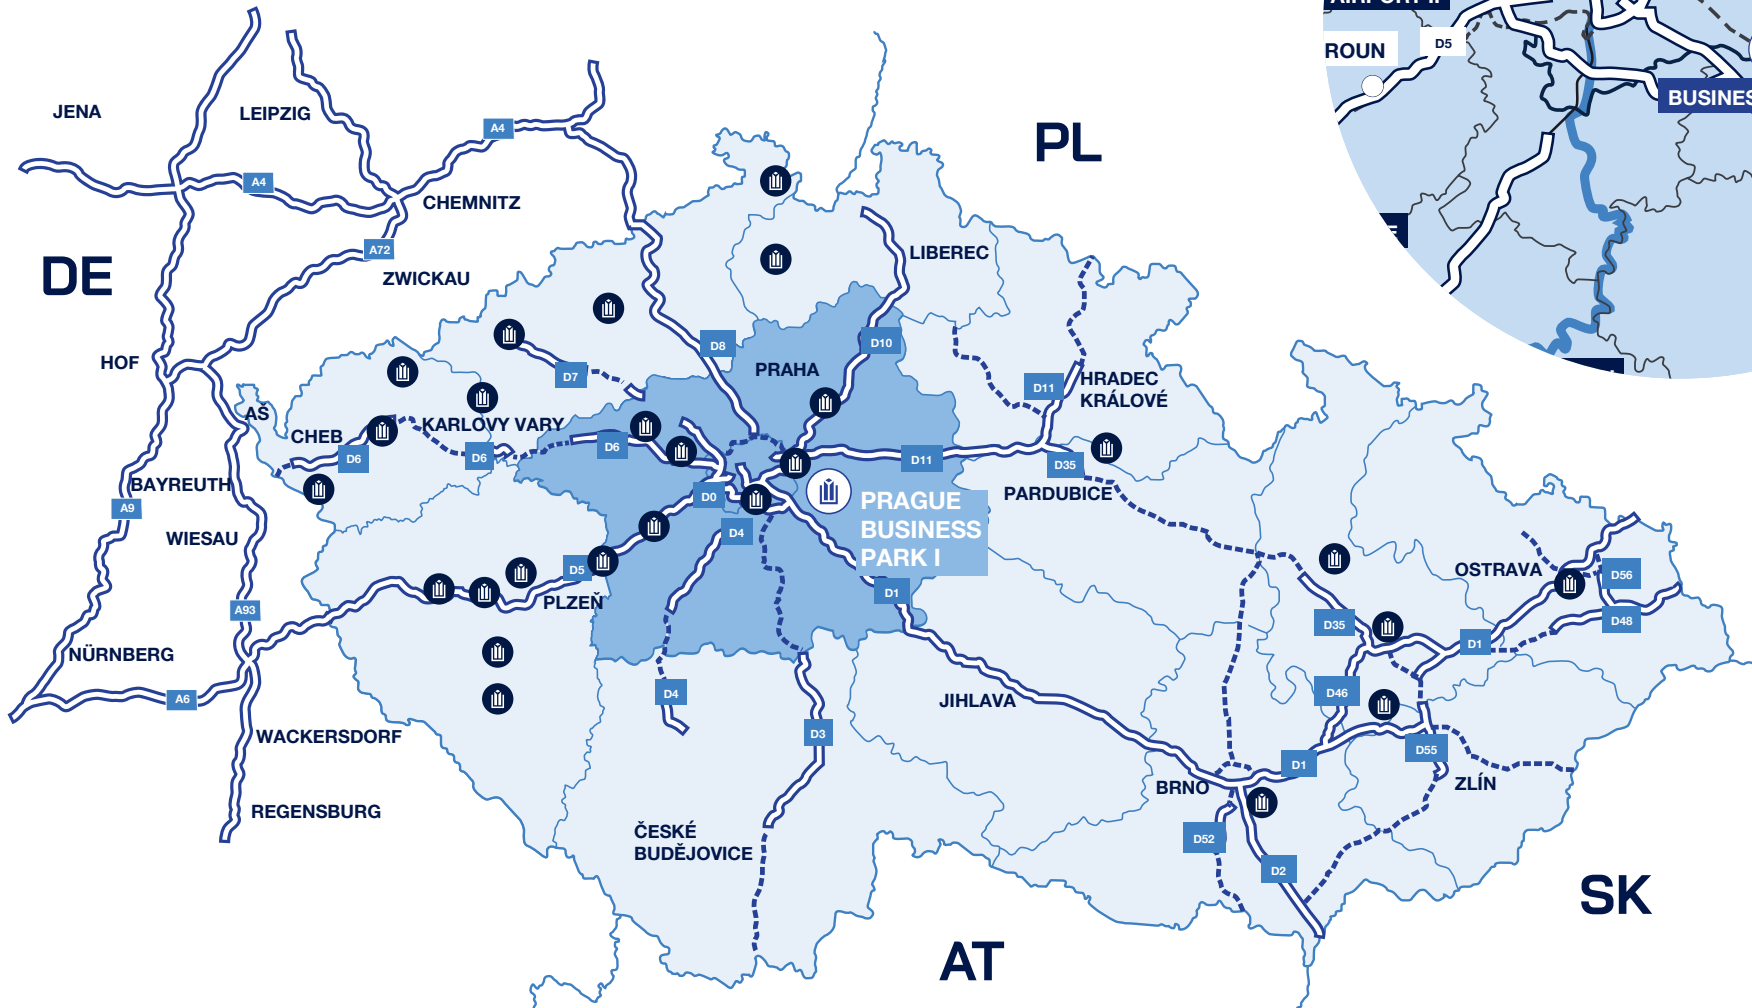 ROUN
D5
BUSINES
JENA
LEIPZIG
A4
PL
A4
CHEMNITZ
A72
LIBEREC
DE
ZWICKAU
D8
D10
HOF
PRAHA
D7
D11
HRADEC
KRÁLOVÉ
AŠ
CHEB
KARLOVY VARY
D6
D6
D6
D11
D35
BAYREUTH
PARDUBICE
D0
PRAGUE
BUSINESS
PARK I
A9
WIESAU
D4
D5
OSTRAVA
D56
PLZEŇ
D1
A93
D35
D48
D1
NÜRNBERG
A6
D4
D46
JIHLAVA
D3
WACKERSDORF
D55
D1
BRNO
ZLÍN
REGENSBURG
ČESKÉ
BUDĚJOVICE
D52
D2
SK
AT